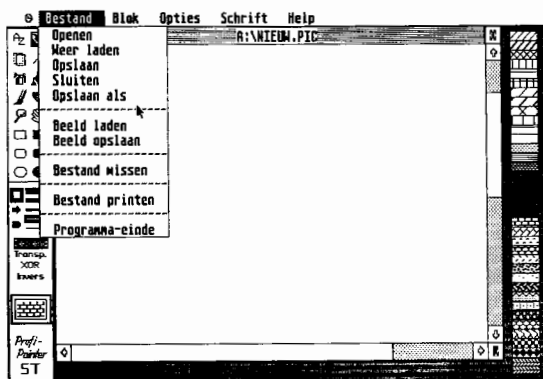 Bestand Blok Opties Schrift Help
A:\NIEUW.PIC
Openen
Weer laden
Opslaan
Sluiten
Opslaan als
Beeld laden
Beeld opslaan
Bestand wissen
Bestand printen
Programma-einde
Transp.
XOR
Invers
Profi-
Painter
ST